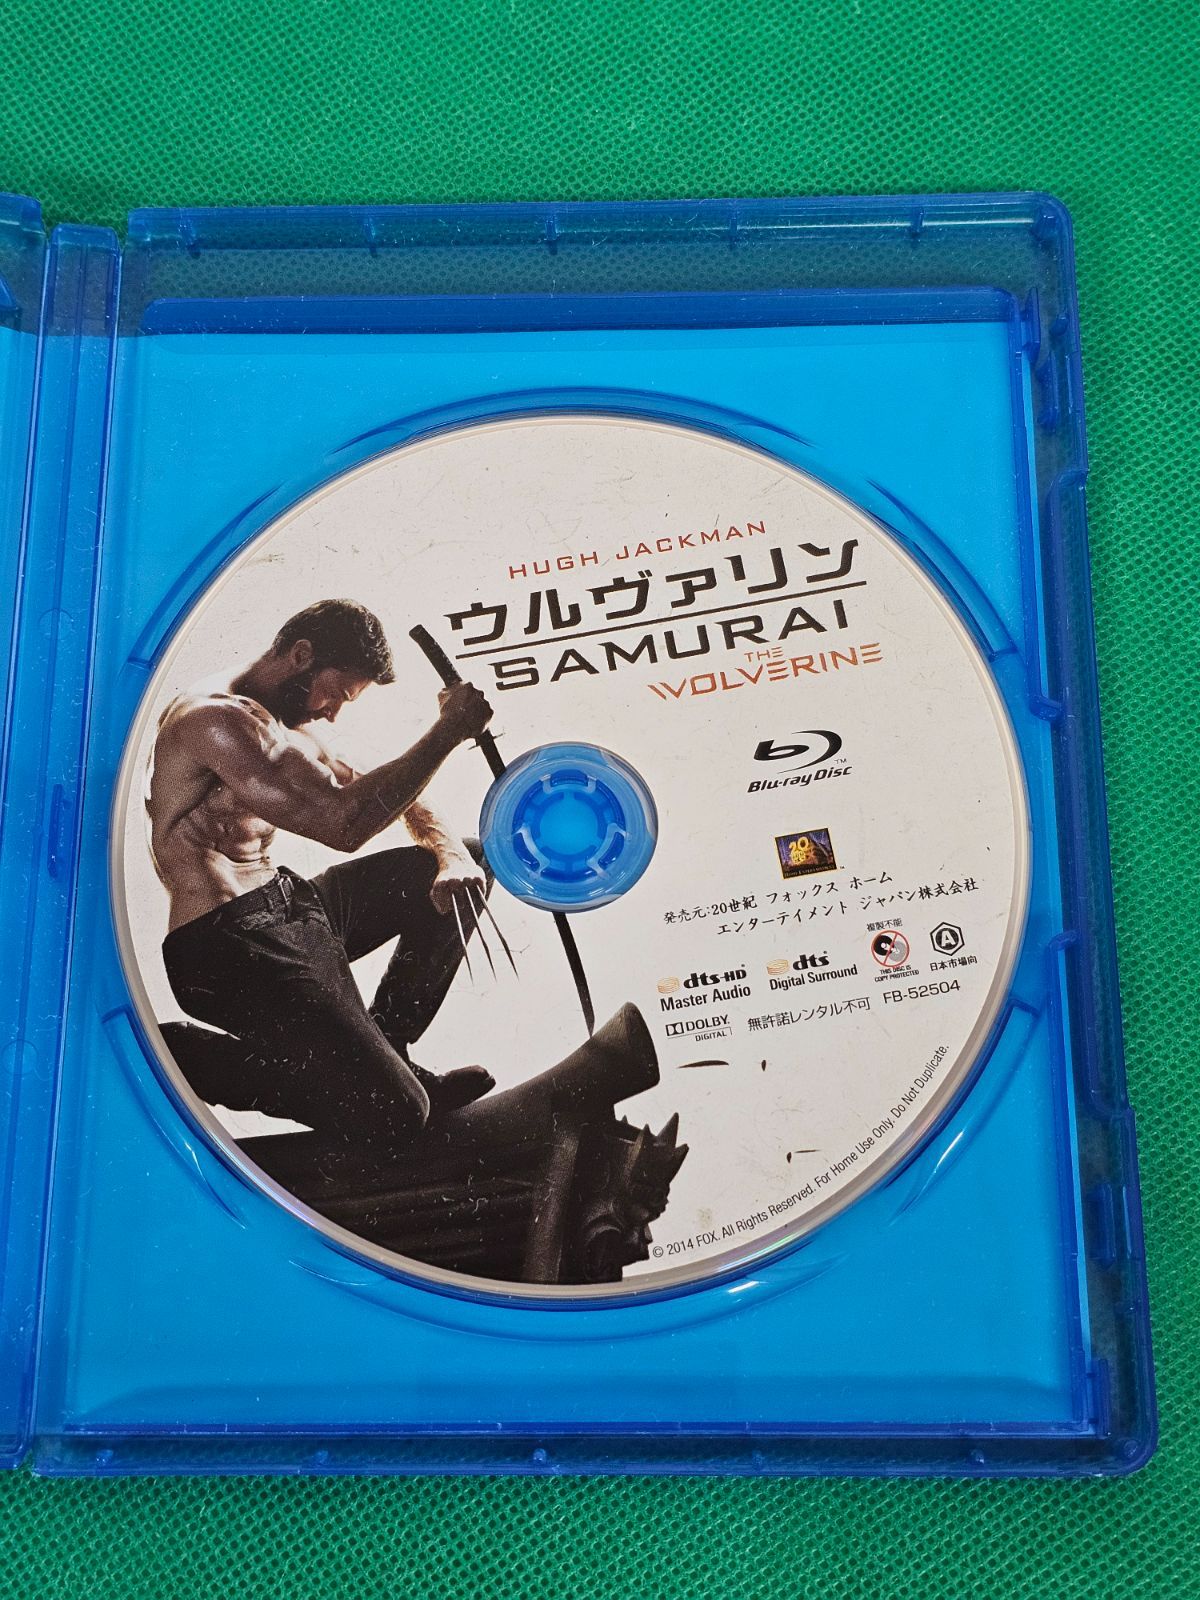 HUGH JACKMAN
ウルヴァリン
SAMURAI
THE
WOLVERINE
Blu-ray Disc™
20
発売元:20世紀 フォックス ホーム
エンターテイメント ジャパン株式会社
複製不能
THIS DISC IS
COPY PROTECTED
A
日本市場向
dts-HD®
Master Audio
dts®
Digital Surround
DOLBY
DIGITAL
無許諾レンタル不可 FB-52504
© 2014 FOX. All Rights Reserved. For Home Use Only. Do Not Duplicate.